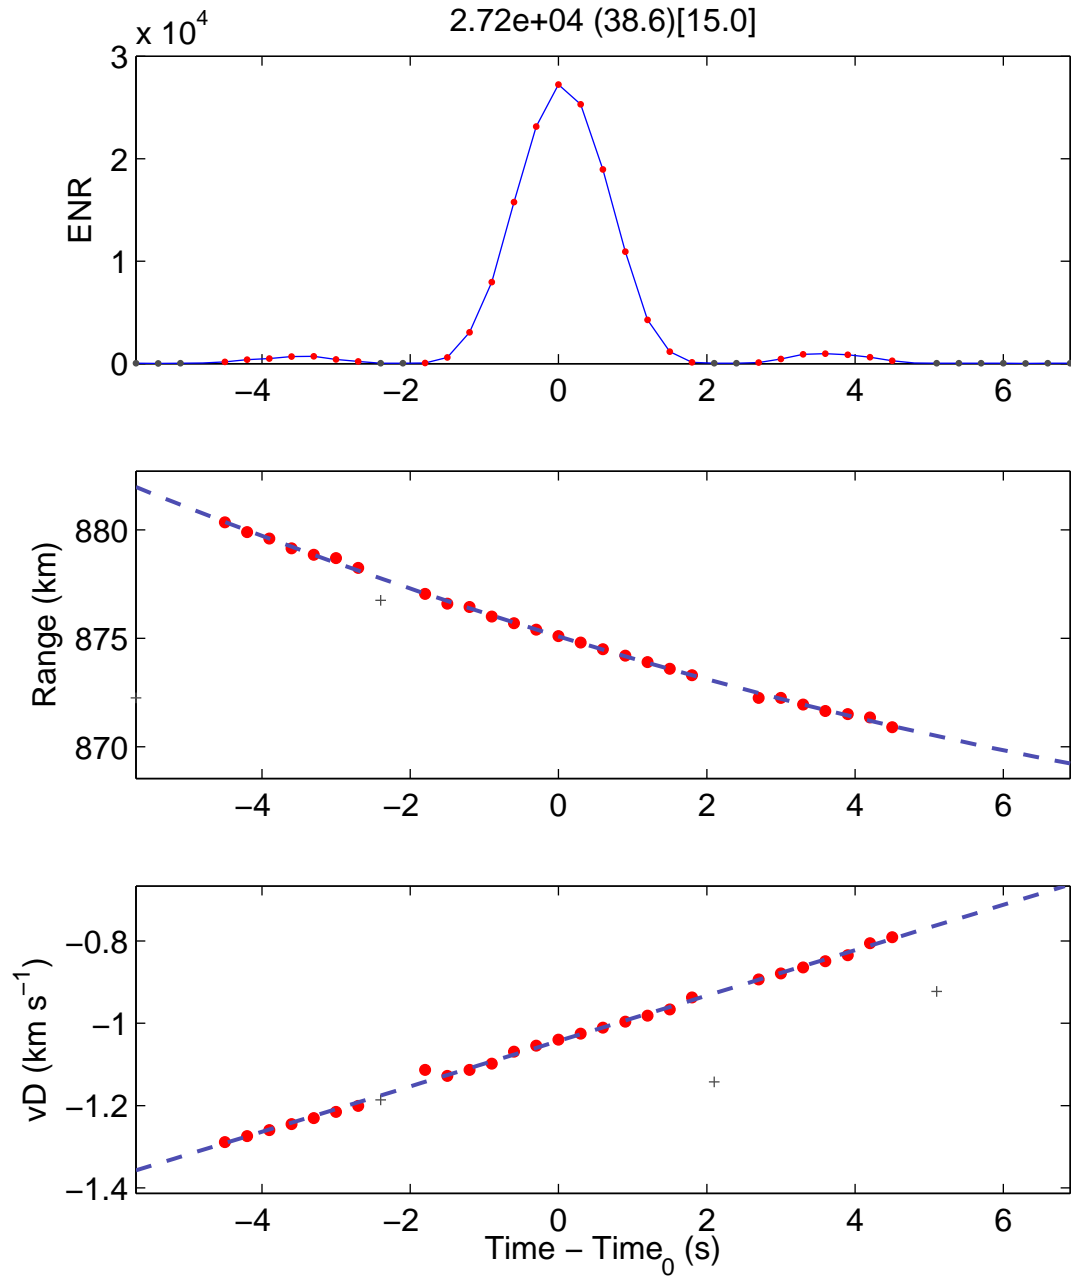 2.72e+04 (38.6)[15.0]
x 10^4
3
2
1
0
ENR
−4 −2 0 2 4 6
880
875
870
Range (km)
−4 −2 0 2 4 6
−0.8
−1
−1.2
−1.4
vD (km s^−1)
−4 −2 0 2 4 6
Time − Time_0 (s)